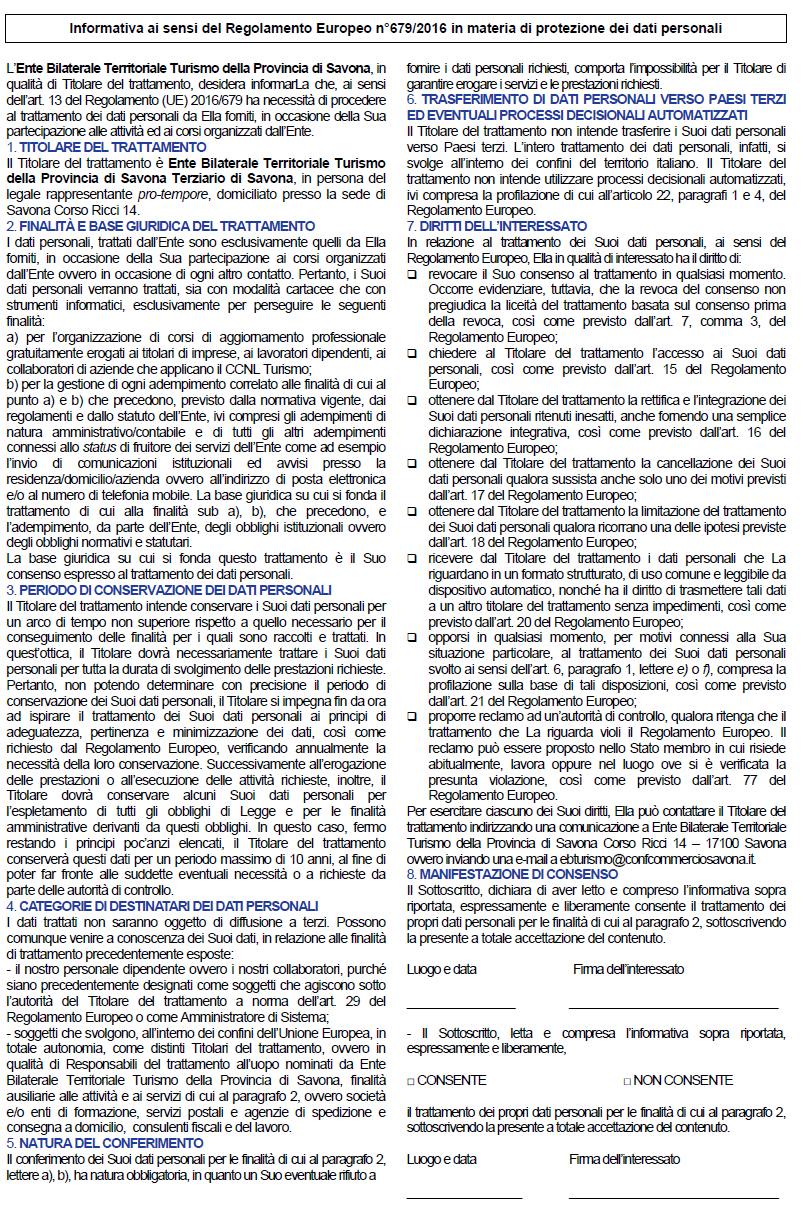 Informativa ai sensi del Regolamento Europeo n°679/2016 in materia di protezione dei dati personali
L’Ente Bilaterale Territoriale Turismo della Provincia di Savona, in
qualità di Titolare del trattamento, desidera informarLa che, ai sensi
dell’art. 13 del Regolamento (UE) 2016/679 ha necessità di procedere
al trattamento dei dati personali da Ella forniti, in occasione della Sua
partecipazione alle attività ed ai corsi organizzati dall’Ente.
1. TITOLARE DEL TRATTAMENTO
Il Titolare del trattamento è Ente Bilaterale Territoriale Turismo
della Provincia di Savona Terziario di Savona, in persona del
legale rappresentante pro-tempore, domiciliato presso la sede di
Savona Corso Ricci 14.
2. FINALITÀ E BASE GIURIDICA DEL TRATTAMENTO
I dati personali, trattati dall’Ente sono esclusivamente quelli da Ella
forniti, in occasione della Sua partecipazione ai corsi organizzati
dall’Ente ovvero in occasione di ogni altro contatto. Pertanto, i Suoi
dati personali verranno trattati, sia con modalità cartacee che con
strumenti informatici, esclusivamente per perseguire le seguenti
finalità:
a) per l’organizzazione di corsi di aggiornamento professionale
gratuitamente erogati ai titolari di imprese, ai lavoratori dipendenti, ai
collaboratori di aziende che applicano il CCNL Turismo;
b) per la gestione di ogni adempimento correlato alle finalità di cui al
punto a) e b) che precedono, previsto dalla normativa vigente, dai
regolamenti e dallo statuto dell’Ente, ivi compresi gli adempimenti di
natura amministrativo/contabile e di tutti gli altri adempimenti
connessi allo status di fruitore dei servizi dell’Ente come ad esempio
l’invio di comunicazioni istituzionali ed avvisi presso la
residenza/domicilio/azienda ovvero all’indirizzo di posta elettronica
e/o al numero di telefonia mobile. La base giuridica su cui si fonda il
trattamento di cui alla finalità sub a), b), che precedono, e
l’adempimento, da parte dell’Ente, degli obblighi istituzionali ovvero
degli obblighi normativi e statutari.
La base giuridica su cui si fonda questo trattamento è il Suo
consenso espresso al trattamento dei dati personali.
3. PERIODO DI CONSERVAZIONE DEI DATI PERSONALI
Il Titolare del trattamento intende conservare i Suoi dati personali per
un arco di tempo non superiore rispetto a quello necessario per il
conseguimento delle finalità per i quali sono raccolti e trattati. In
quest’ottica, il Titolare dovrà necessariamente trattare i Suoi dati
personali per tutta la durata di svolgimento delle prestazioni richieste.
Pertanto, non potendo determinare con precisione il periodo di
conservazione dei Suoi dati personali, il Titolare si impegna fin da ora
ad ispirare il trattamento dei Suoi dati personali ai principi di
adeguatezza, pertinenza e minimizzazione dei dati, così come
richiesto dal Regolamento Europeo, verificando annualmente la
necessità della loro conservazione. Successivamente all’erogazione
delle prestazioni o all’esecuzione delle attività richieste, inoltre, il
Titolare dovrà conservare alcuni Suoi dati personali per
l’espletamento di tutti gli obblighi di Legge e per le finalità
amministrative derivanti da questi obblighi. In questo caso, fermo
restando i principi poc’anzi elencati, il Titolare del trattamento
conserverà questi dati per un periodo massimo di 10 anni, al fine di
poter far fronte alle suddette eventuali necessità o a richieste da
parte delle autorità di controllo.
4. CATEGORIE DI DESTINATARI DEI DATI PERSONALI
I dati trattati non saranno oggetto di diffusione a terzi. Possono
comunque venire a conoscenza dei Suoi dati, in relazione alle finalità
di trattamento precedentemente esposte:
- il nostro personale dipendente ovvero i nostri collaboratori, purché
siano precedentemente designati come soggetti che agiscono sotto
l’autorità del Titolare del trattamento a norma dell’art. 29 del
Regolamento Europeo o come Amministratore di Sistema;
- soggetti che svolgono, all’interno dei confini dell’Unione Europea, in
totale autonomia, come distinti Titolari del trattamento, ovvero in
qualità di Responsabili del trattamento all’uopo nominati da Ente
Bilaterale Territoriale Turismo della Provincia di Savona, finalità
ausiliarie alle attività e ai servizi di cui al paragrafo 2, ovvero società
e/o enti di formazione, servizi postali e agenzie di spedizione e
consegna a domicilio, consulenti fiscali e del lavoro.
5. NATURA DEL CONFERIMENTO
Il conferimento dei Suoi dati personali per le finalità di cui al paragrafo 2,
lettere a), b), ha natura obbligatoria, in quanto un Suo eventuale rifiuto a
fornire i dati personali richiesti, comporta l’impossibilità per il Titolare di
garantire erogare i servizi e le prestazioni richiesti.
6. TRASFERIMENTO DI DATI PERSONALI VERSO PAESI TERZI
ED EVENTUALI PROCESSI DECISIONALI AUTOMATIZZATI
Il Titolare del trattamento non intende trasferire i Suoi dati personali
verso Paesi terzi. L’intero trattamento dei dati personali, infatti, si
svolge all’interno dei confini del territorio italiano. Il Titolare del
trattamento non intende utilizzare processi decisionali automatizzati,
ivi compresa la profilazione di cui all’articolo 22, paragrafi 1 e 4, del
Regolamento Europeo.
7. DIRITTI DELL’INTERESSATO
In relazione al trattamento dei Suoi dati personali, ai sensi del
Regolamento Europeo, Ella in qualità di interessato ha il diritto di:
❑ revocare il Suo consenso al trattamento in qualsiasi momento.
Occorre evidenziare, tuttavia, che la revoca del consenso non
pregiudica la liceità del trattamento basata sul consenso prima
della revoca, così come previsto dall’art. 7, comma 3, del
Regolamento Europeo;
❑ chiedere al Titolare del trattamento l’accesso ai Suoi dati
personali, così come previsto dall’art. 15 del Regolamento
Europeo;
❑ ottenere dal Titolare del trattamento la rettifica e l’integrazione dei
Suoi dati personali ritenuti inesatti, anche fornendo una semplice
dichiarazione integrativa, così come previsto dall’art. 16 del
Regolamento Europeo;
❑ ottenere dal Titolare del trattamento la cancellazione dei Suoi
dati personali qualora sussista anche solo uno dei motivi previsti
dall’art. 17 del Regolamento Europeo;
❑ ottenere dal Titolare del trattamento la limitazione del trattamento
dei Suoi dati personali qualora ricorrano una delle ipotesi previste
dall’art. 18 del Regolamento Europeo;
❑ ricevere dal Titolare del trattamento i dati personali che La
riguardano in un formato strutturato, di uso comune e leggibile da
dispositivo automatico, nonché ha il diritto di trasmettere tali dati
a un altro titolare del trattamento senza impedimenti, così come
previsto dall’art. 20 del Regolamento Europeo;
❑ opporsi in qualsiasi momento, per motivi connessi alla Sua
situazione particolare, al trattamento dei Suoi dati personali
svolto ai sensi dell’art. 6, paragrafo 1, lettere e) o f), compresa la
profilazione sulla base di tali disposizioni, così come previsto
dall’art. 21 del Regolamento Europeo;
❑ proporre reclamo ad un’autorità di controllo, qualora ritenga che il
trattamento che La riguarda violi il Regolamento Europeo. Il
reclamo può essere proposto nello Stato membro in cui risiede
abitualmente, lavora oppure nel luogo ove si è verificata la
presunta violazione, così come previsto dall’art. 77 del
Regolamento Europeo.
Per esercitare ciascuno dei Suoi diritti, Ella può contattare il Titolare del
trattamento indirizzando una comunicazione a Ente Bilaterale Territoriale
Turismo della Provincia di Savona Corso Ricci 14 – 17100 Savona
ovvero inviando una e-mail a ebturismo@confcommerciosavona.it.
8. MANIFESTAZIONE DI CONSENSO
Il Sottoscritto, dichiara di aver letto e compreso l’informativa sopra
riportata, espressamente e liberamente consente il trattamento dei
propri dati personali per le finalità di cui al paragrafo 2, sottoscrivendo
la presente a totale accettazione del contenuto.
Luogo e data Firma dell’interessato
- Il Sottoscritto, letta e compresa l’informativa sopra riportata,
espressamente e liberamente,
□ CONSENTE □ NON CONSENTE
il trattamento dei propri dati personali per le finalità di cui al paragrafo 2,
sottoscrivendo la presente a totale accettazione del contenuto.
Luogo e data Firma dell’interessato